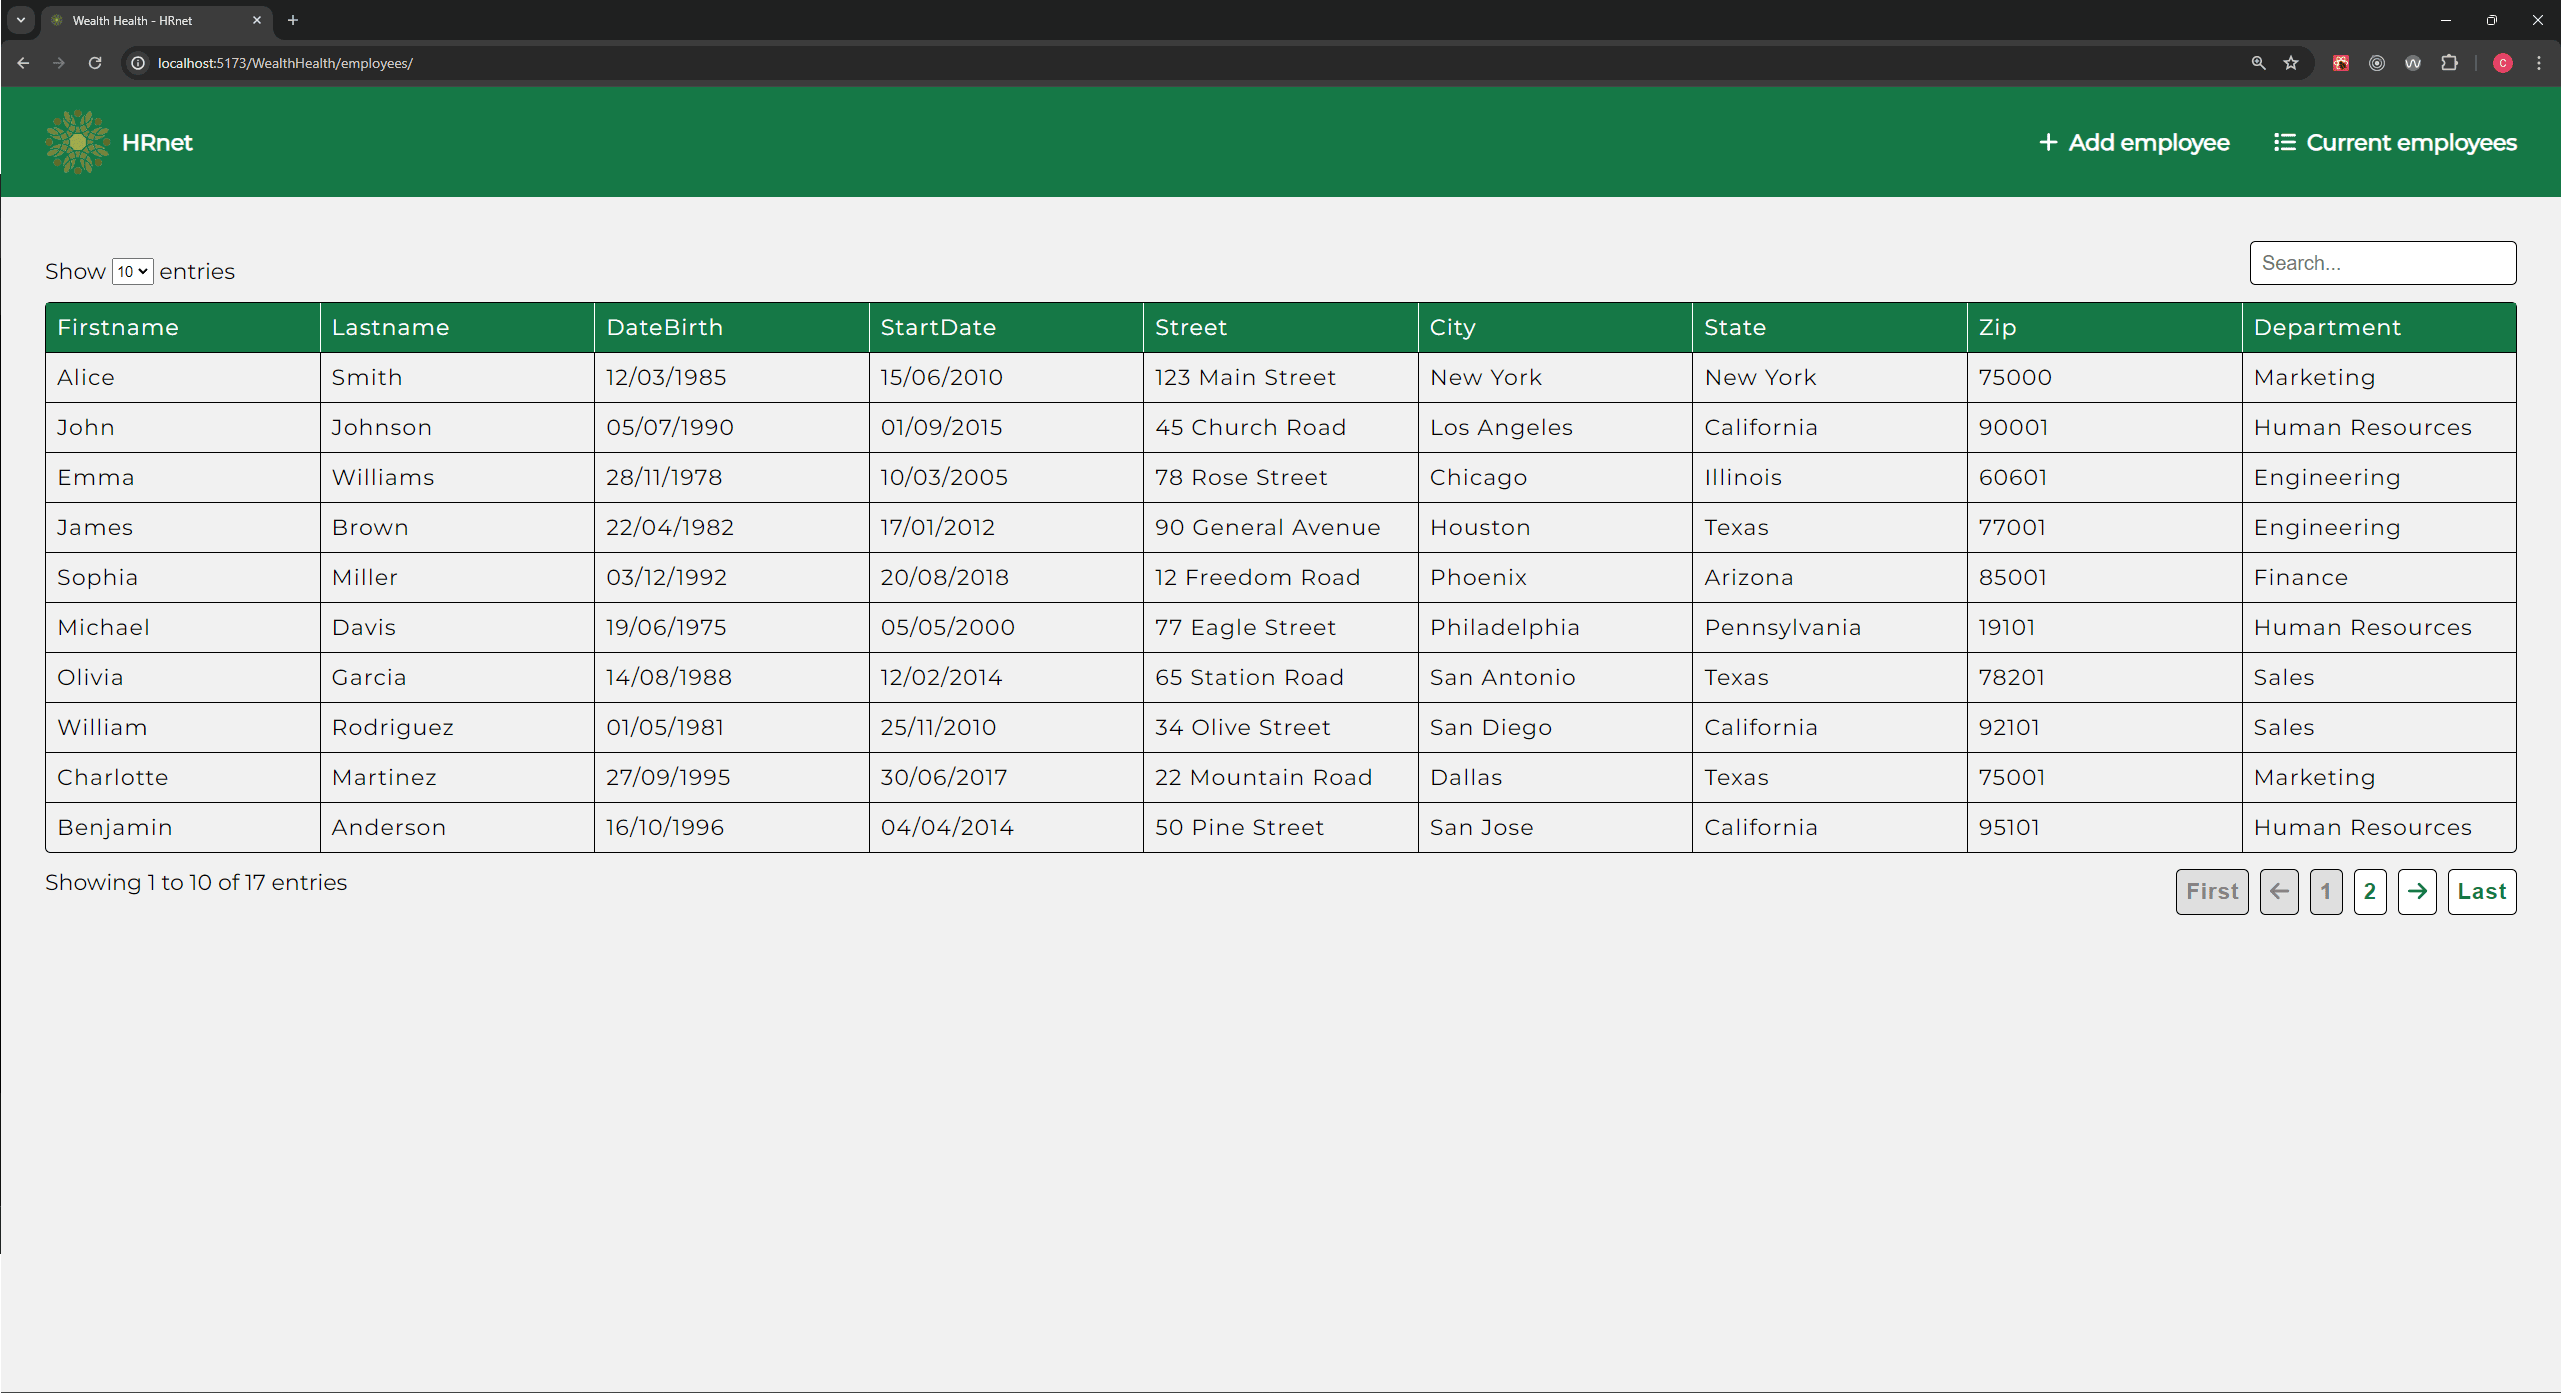 Wealth Health - HRnet
localhost:5173/WealthHealth/employees/
C
HRnet
Add employee
Current employees
Show 10 entries
Search...
Firstname Lastname DateBirth StartDate Street City State Zip Department
Alice Smith 12/03/1985 15/06/2010 123 Main Street New York New York 75000 Marketing
John Johnson 05/07/1990 01/09/2015 45 Church Road Los Angeles California 90001 Human Resources
Emma Williams 28/11/1978 10/03/2005 78 Rose Street Chicago Illinois 60601 Engineering
James Brown 22/04/1982 17/01/2012 90 General Avenue Houston Texas 77001 Engineering
Sophia Miller 03/12/1992 20/08/2018 12 Freedom Road Phoenix Arizona 85001 Finance
Michael Davis 19/06/1975 05/05/2000 77 Eagle Street Philadelphia Pennsylvania 19101 Human Resources
Olivia Garcia 14/08/1988 12/02/2014 65 Station Road San Antonio Texas 78201 Sales
William Rodriguez 01/05/1981 25/11/2010 34 Olive Street San Diego California 92101 Sales
Charlotte Martinez 27/09/1995 30/06/2017 22 Mountain Road Dallas Texas 75001 Marketing
Benjamin Anderson 16/10/1996 04/04/2014 50 Pine Street San Jose California 95101 Human Resources
Showing 1 to 10 of 17 entries
First ← 1 2 → Last